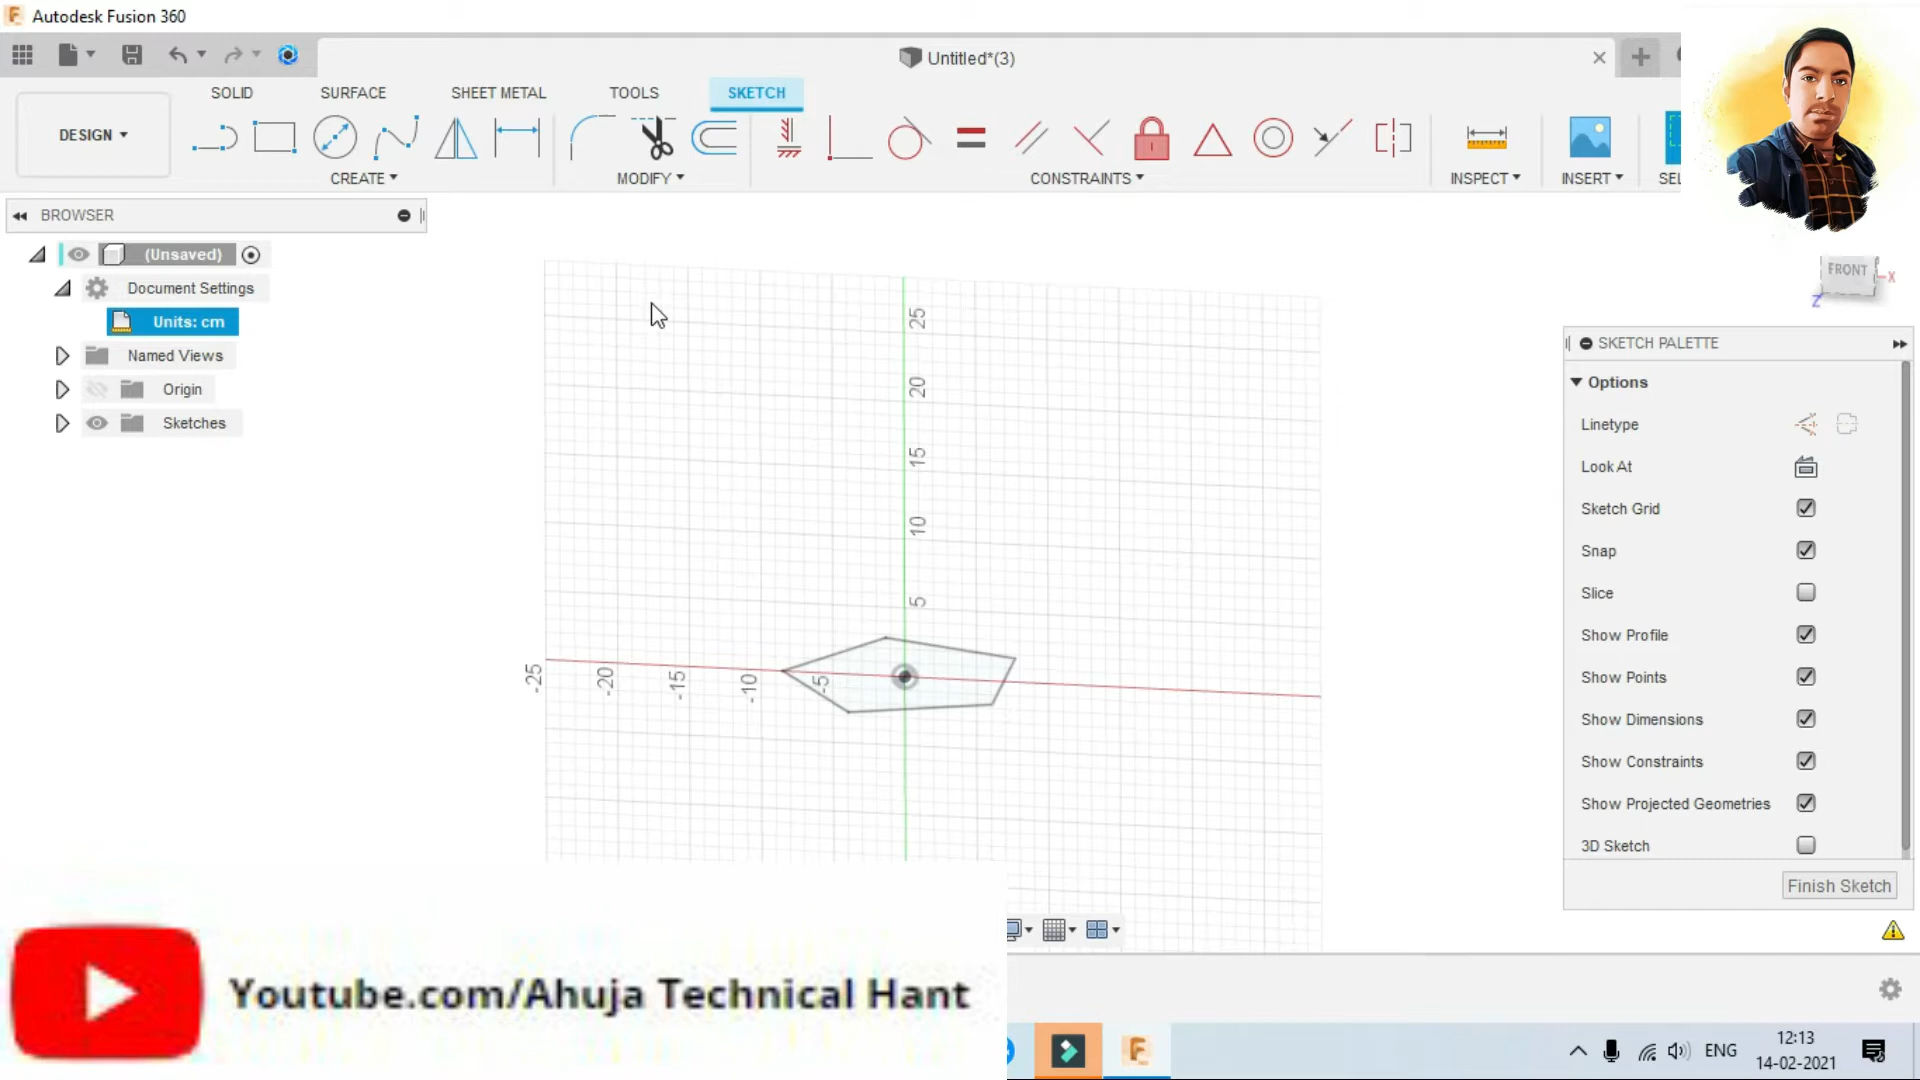 Autodesk Fusion 360
Untitled*(3)
SOLID
SURFACE
SHEET METAL
TOOLS
SKETCH
DESIGN
CREATE
MODIFY
CONSTRAINTS
INSPECT
INSERT
SEL
BROWSER
(Unsaved)
Document Settings
Units: cm
Named Views
Origin
Sketches
FRONT
X
Z
25
20
15
10
5
-25
-20
-15
-10
-5
SKETCH PALETTE
Options
Linetype
Look At
Sketch Grid
Snap
Slice
Show Profile
Show Points
Show Dimensions
Show Constraints
Show Projected Geometries
3D Sketch
Finish Sketch
Youtube.com/Ahuja Technical Hant
ENG
12:13
14-02-2021